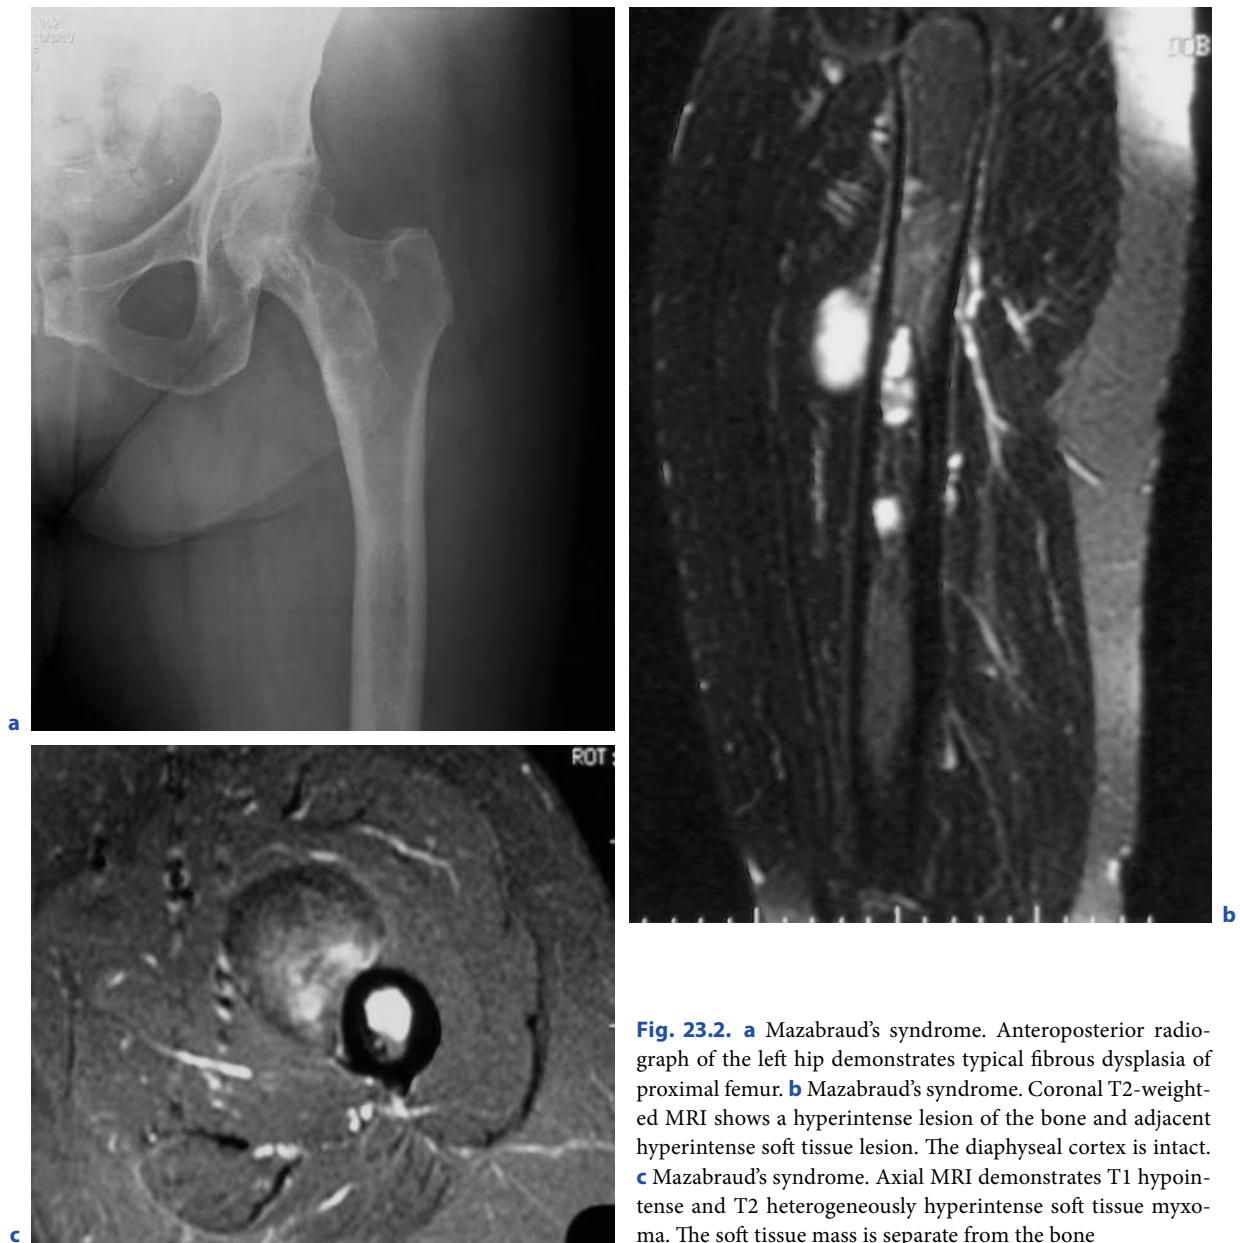 a
ROT :
b
c
Fig. 23.2. a Mazabraud’s syndrome. Anteroposterior radio-
graph of the left hip demonstrates typical fibrous dysplasia of
proximal femur. b Mazabraud’s syndrome. Coronal T2-weight-
ed MRI shows a hyperintense lesion of the bone and adjacent
hyperintense soft tissue lesion. The diaphyseal cortex is intact.
c Mazabraud’s syndrome. Axial MRI demonstrates T1 hypoin-
tense and T2 heterogeneously hyperintense soft tissue myxo-
ma. The soft tissue mass is separate from the bone